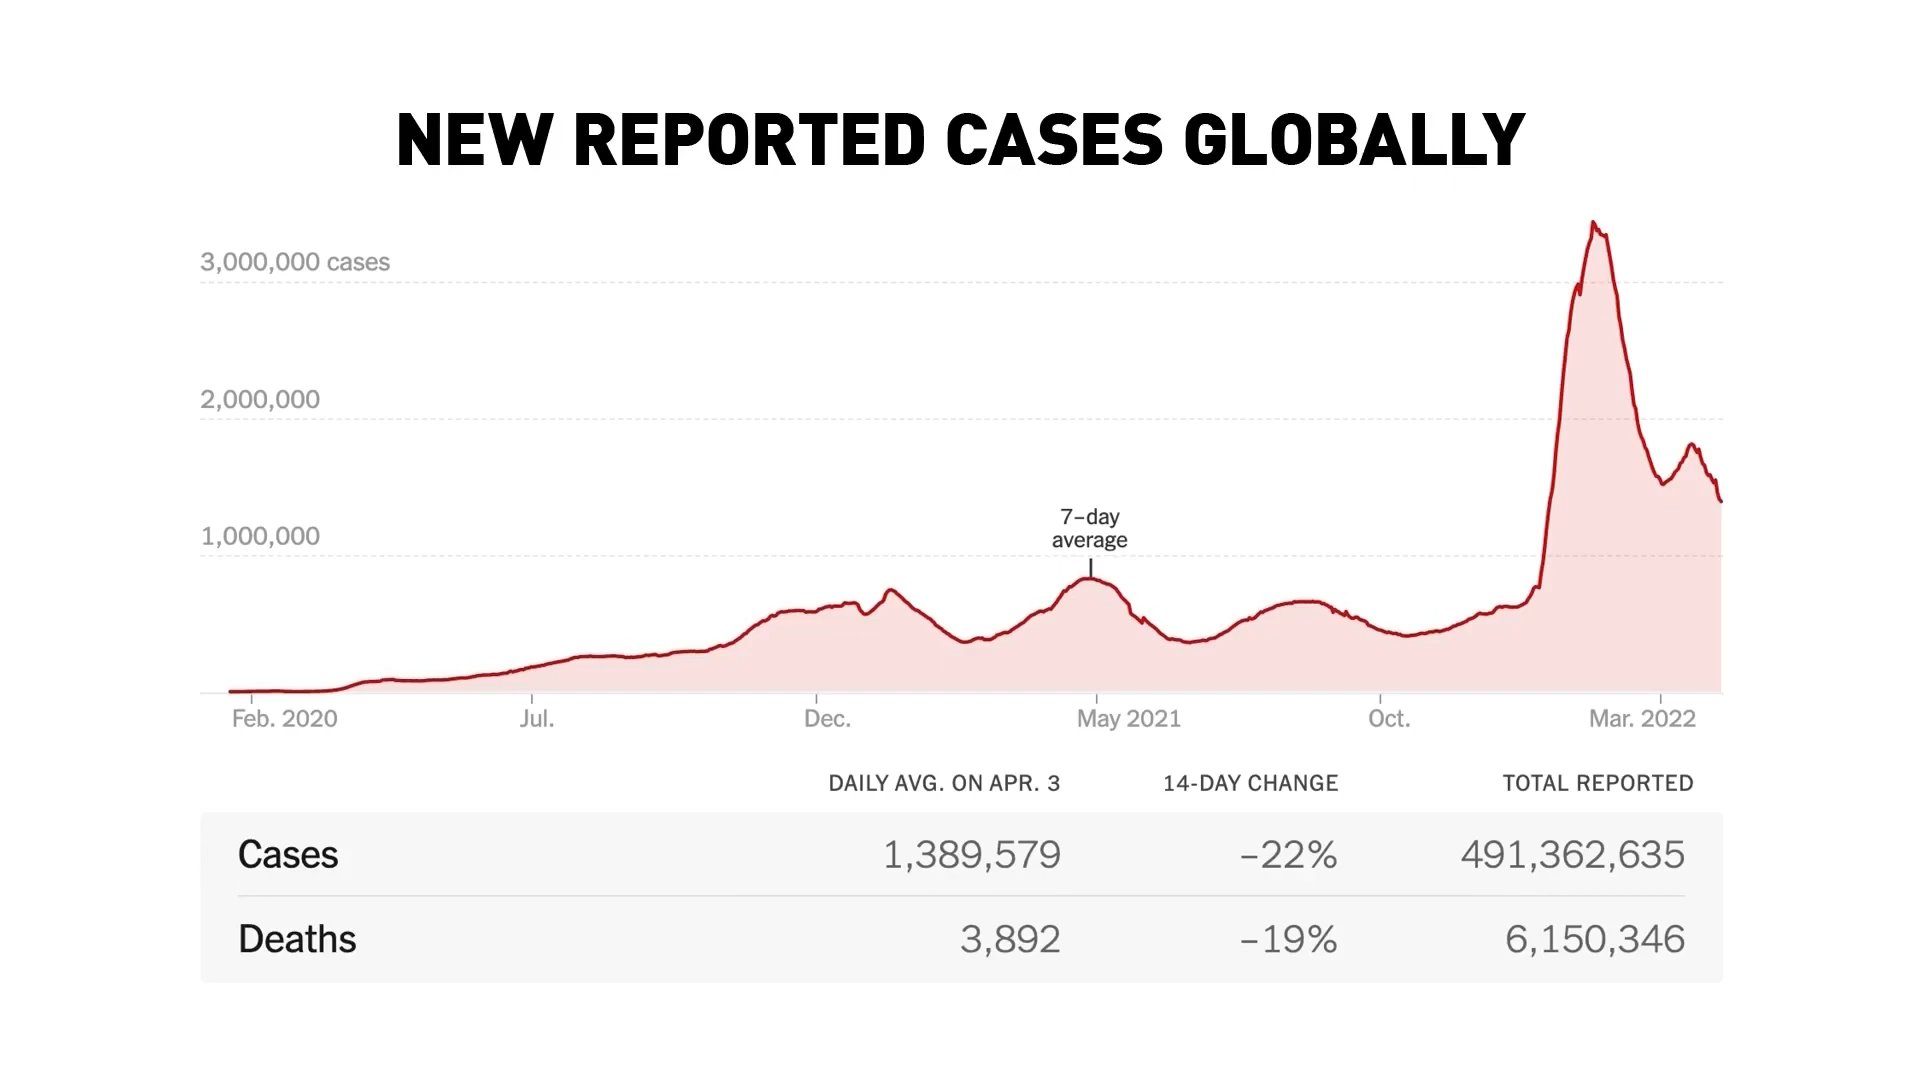 NEW REPORTED CASES GLOBALLY
3,000,000 cases
2,000,000
1,000,000
7–day
average
Feb. 2020 Jul. Dec. May 2021 Oct. Mar. 2022
DAILY AVG. ON APR. 3 14-DAY CHANGE TOTAL REPORTED
Cases 1,389,579 –22% 491,362,635
Deaths 3,892 –19% 6,150,346